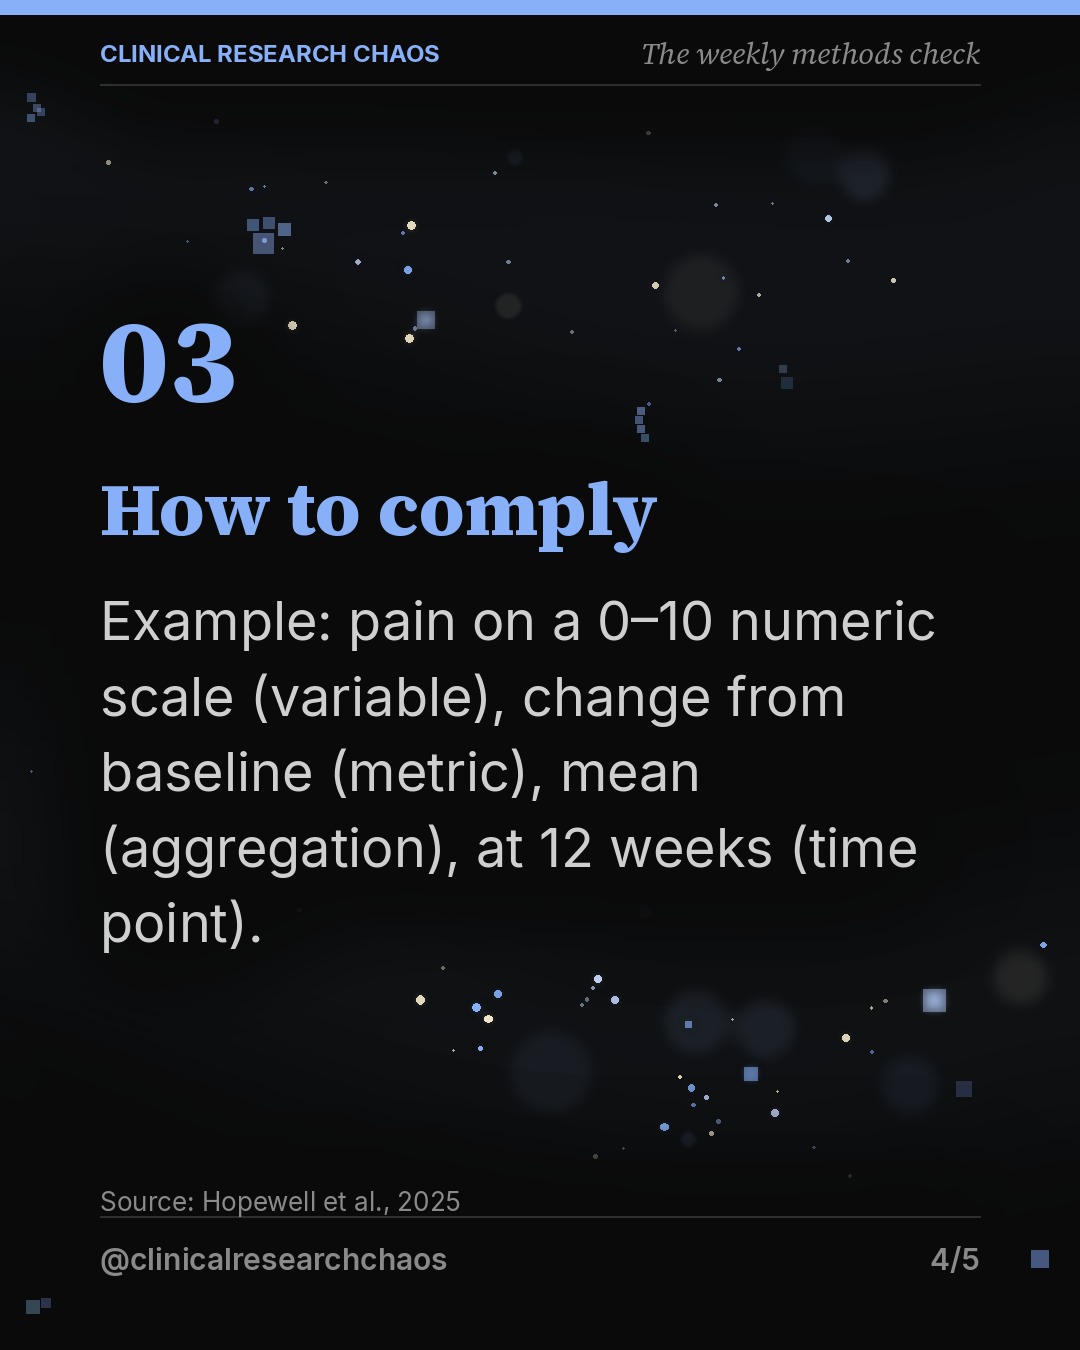 CLINICAL RESEARCH CHAOS
The weekly methods check
03
How to comply
Example: pain on a 0–10 numeric
scale (variable), change from
baseline (metric), mean
(aggregation), at 12 weeks (time
point).
Source: Hopewell et al., 2025
@clinicalresearchchaos
4/5